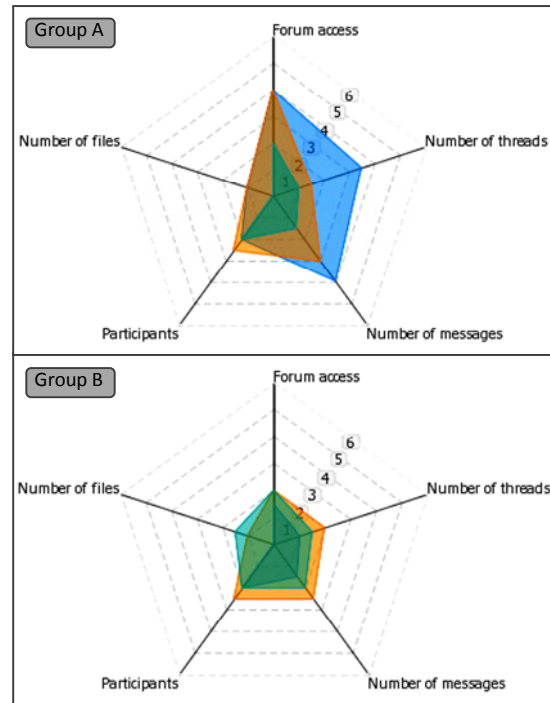 Group A
Forum access
6
5
4
3
2
1
Number of files
Number of threads
Participants
Number of messages
Group B
Forum access
6
5
4
3
2
1
Number of files
Number of threads
Participants
Number of messages